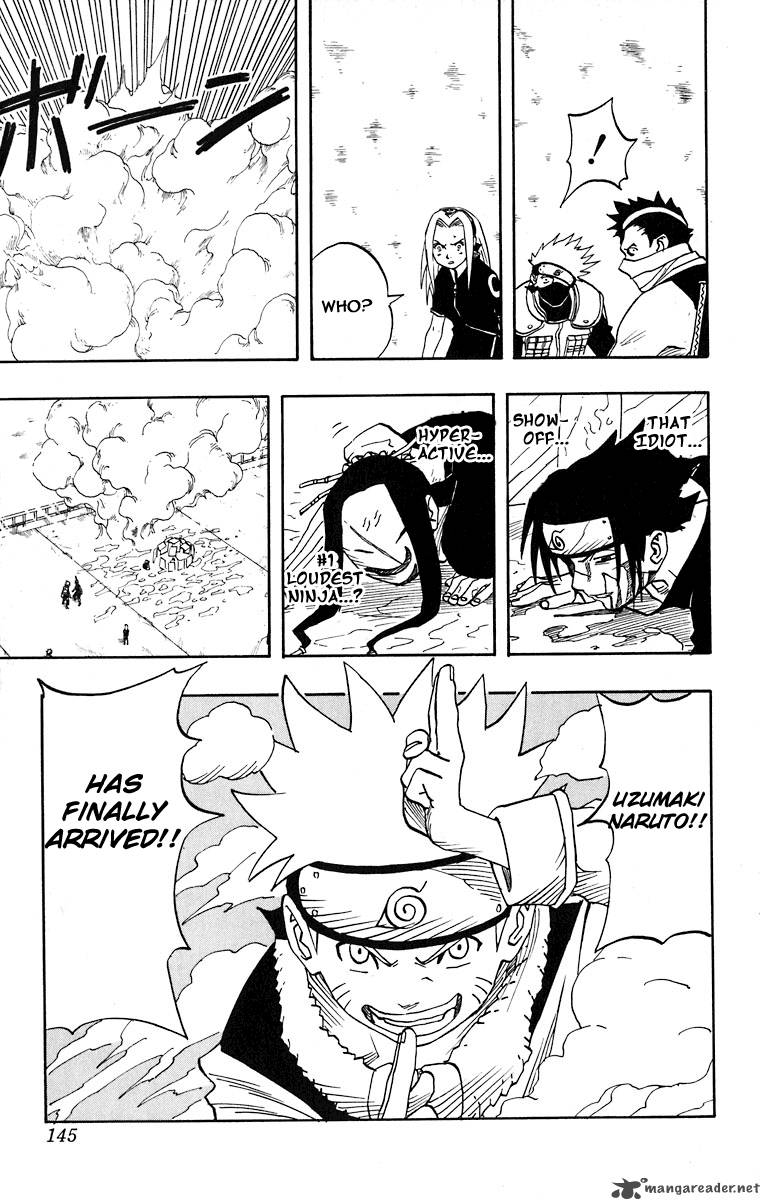 !
WHO?
ボーン
THAT
IDIOT...
SHOW-
OFF...
HYPER-
ACTIVE...
#1
LOUDEST
NINJA...?
UZUMAKI
NARUTO!!
HAS
FINALLY
ARRIVED!!
145
mangareader.net